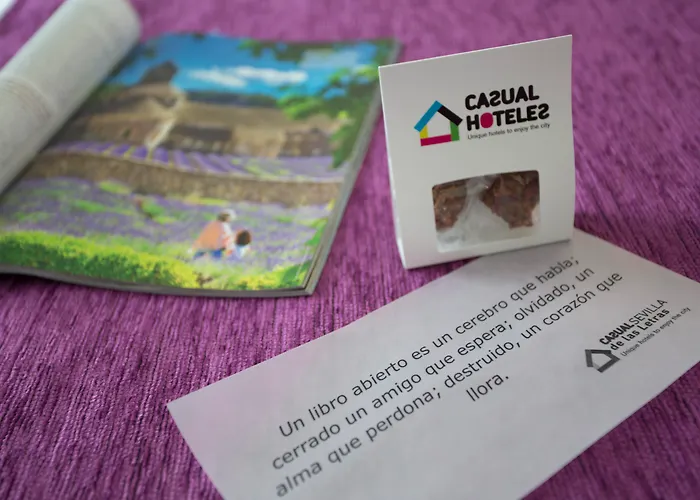 CASUAL
HOTELES
Unique hotels to enjoy the city
Un libro abierto es un cerebro que habla;
cerrado un amigo que espera; olvidado, un
alma que perdona; destruido, un corazón que
llora.
CASUAL SEVILLA
de las Letras
Unique hotels to enjoy the city